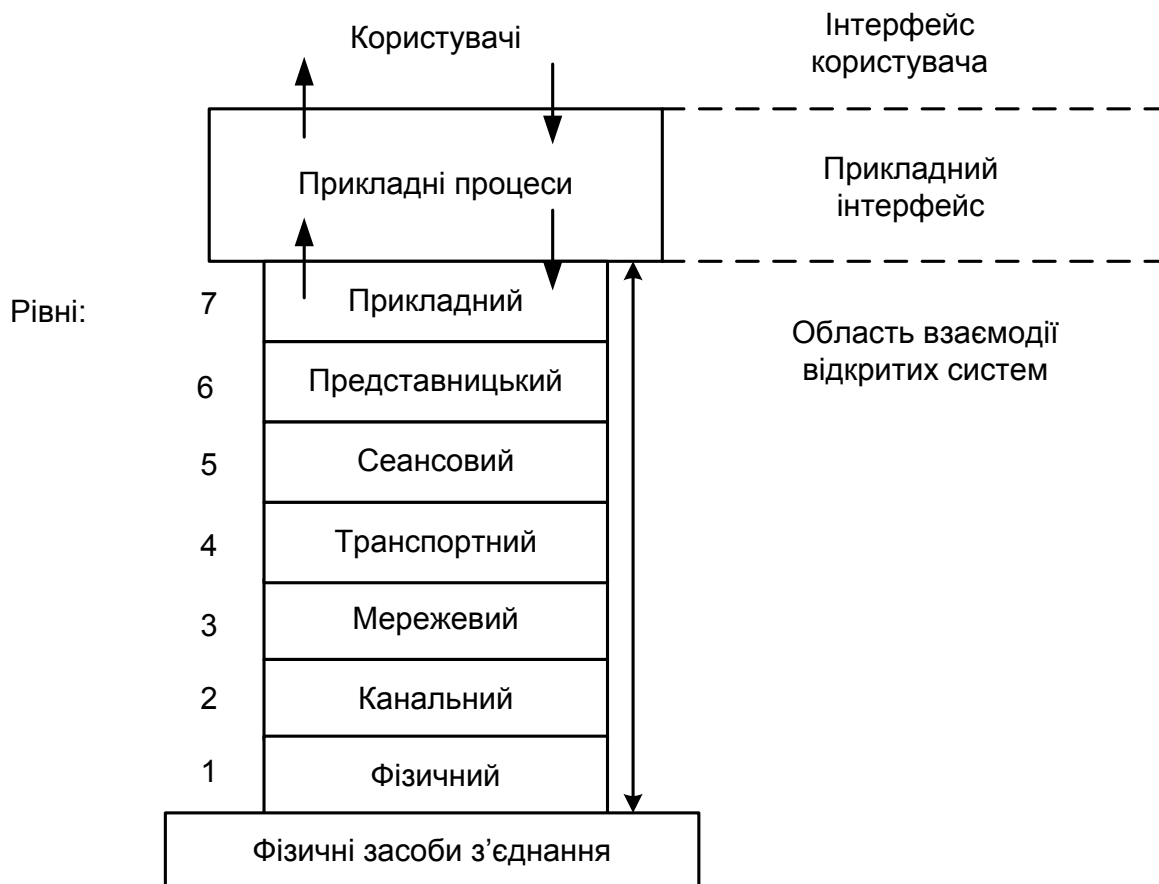 Користувачі
Інтерфейс
користувача
Прикладні процеси
Прикладний
інтерфейс
Рівні:
7
Прикладний
Область взаємодії
відкритих систем
6
Представницький
5
Сеансовий
4
Транспортний
3
Мережевий
2
Канальний
1
Фізичний
Фізичні засоби з’єднання